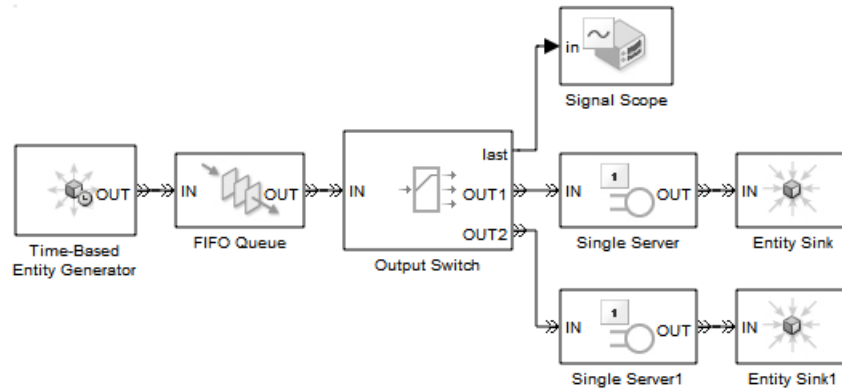 in
Signal Scope
last
OUT
IN OUT
IN
OUT1
OUT2
1
IN OUT
IN
Time-Based
Entity Generator
FIFO Queue
Output Switch
Single Server
Entity Sink
1
IN OUT
IN
Single Server1
Entity Sink1